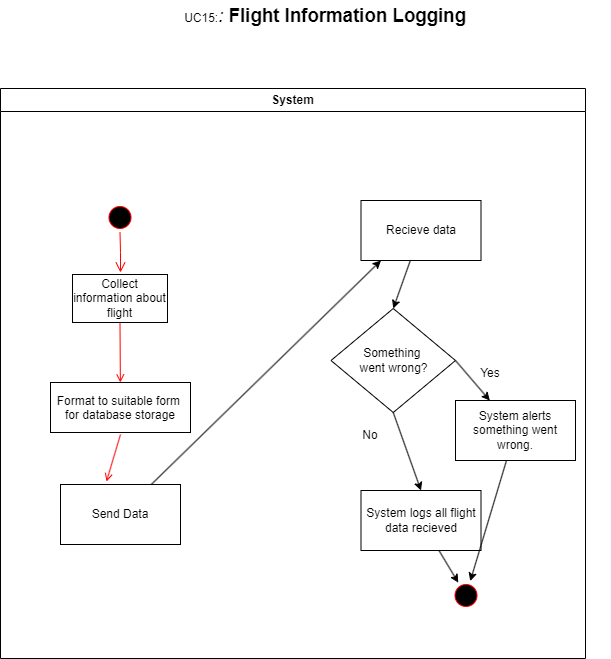 UC15:: Flight Information Logging
System
Collect
information about
flight
Format to suitable form
for database storage
Send Data
Recieve data
Something
went wrong?
Yes
System alerts
something went
wrong.
No
System logs all flight
data recieved